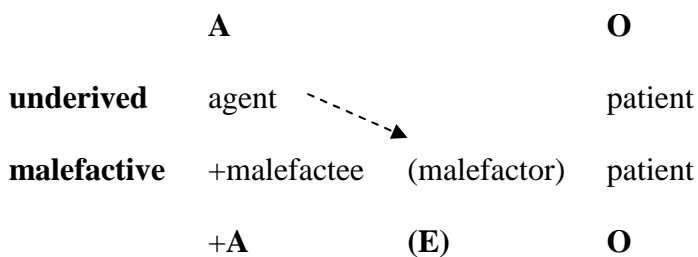 A O
underived agent patient
malefactive +malefactee (malefactor) patient
+A (E) O